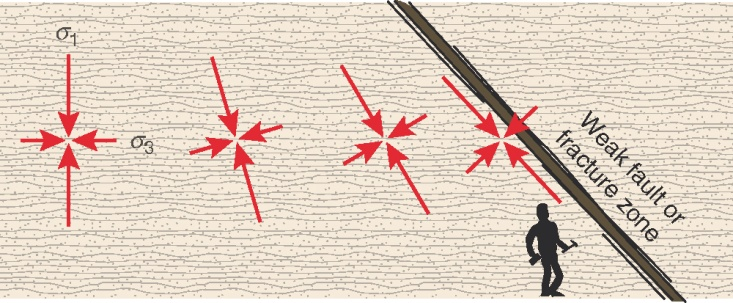 σ1
σ3
Weak fault or
fracture zone